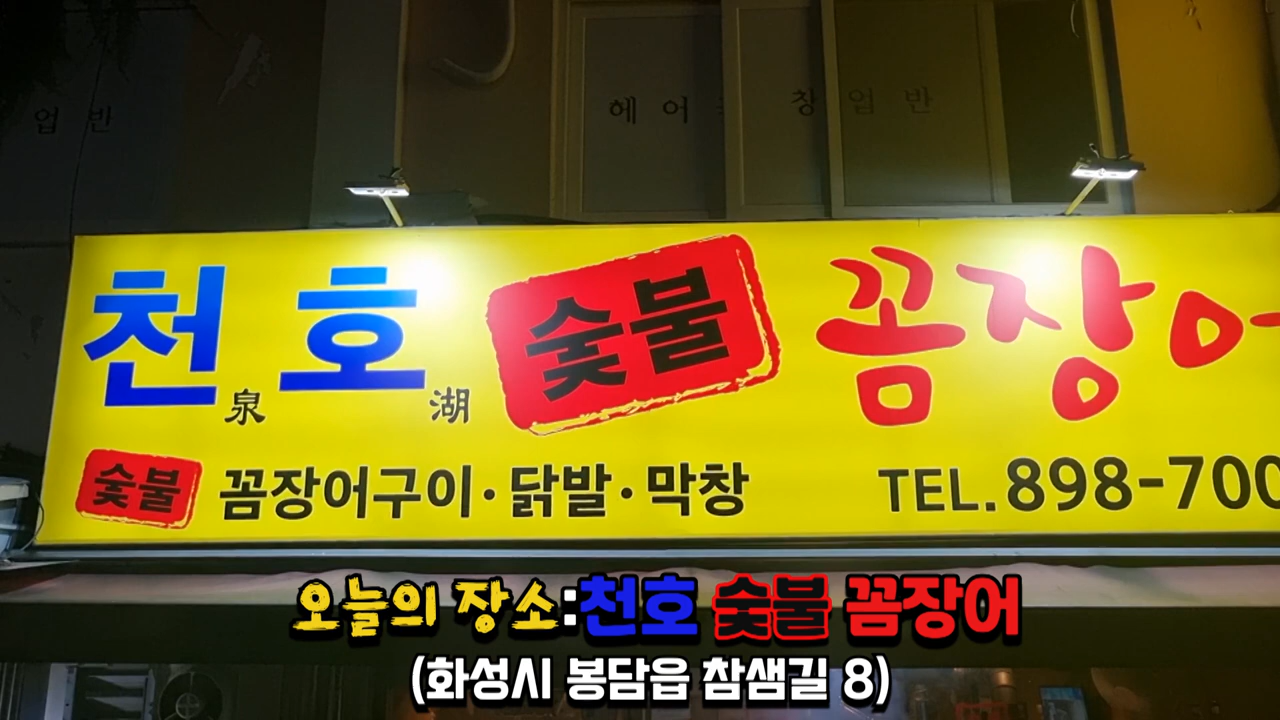 업 반
헤 어
창 업 반
천호 숯불 꼼장어
泉 湖
숯불 꼼장어구이·닭발·막창 TEL. 898-700
오늘의 장소:천호 숯불 꼼장어
(화성시 봉담읍 참샘길 8)